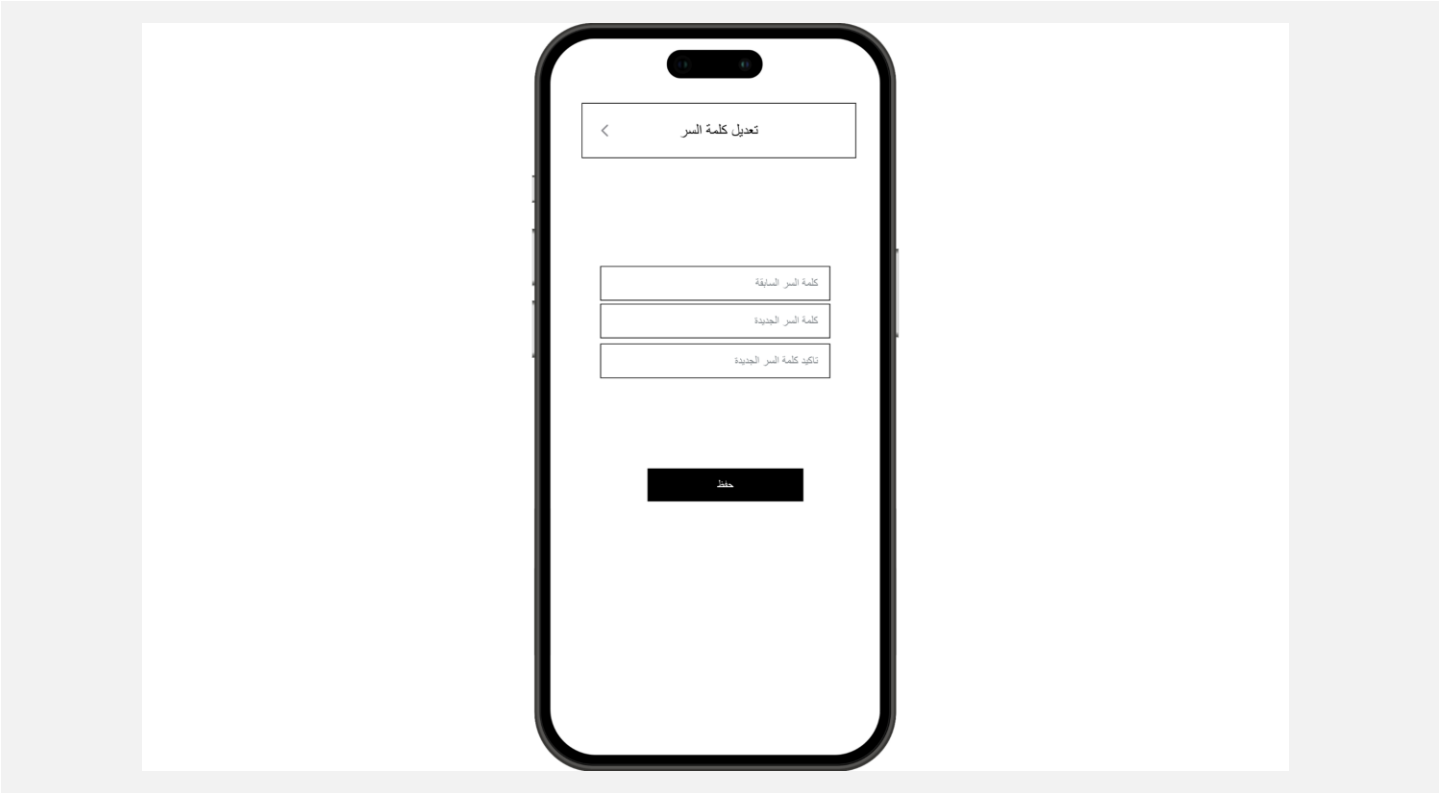 تعديل كلمة السر
كلمة السر السابقة
كلمة السر الجديدة
تاكيد كلمة السر الجديدة
حفظ